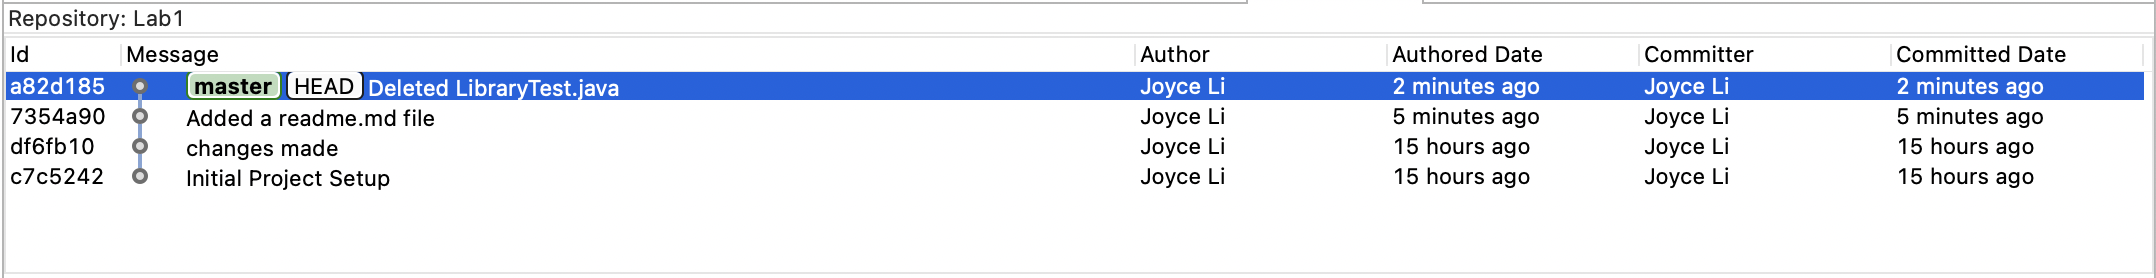 Repository: Lab1
Id Message Author Authored Date Committer Committed Date
a82d185 master HEAD Deleted LibraryTest.java Joyce Li 2 minutes ago Joyce Li 2 minutes ago
7354a90 Added a readme.md file Joyce Li 5 minutes ago Joyce Li 5 minutes ago
df6fb10 changes made Joyce Li 15 hours ago Joyce Li 15 hours ago
c7c5242 Initial Project Setup Joyce Li 15 hours ago Joyce Li 15 hours ago